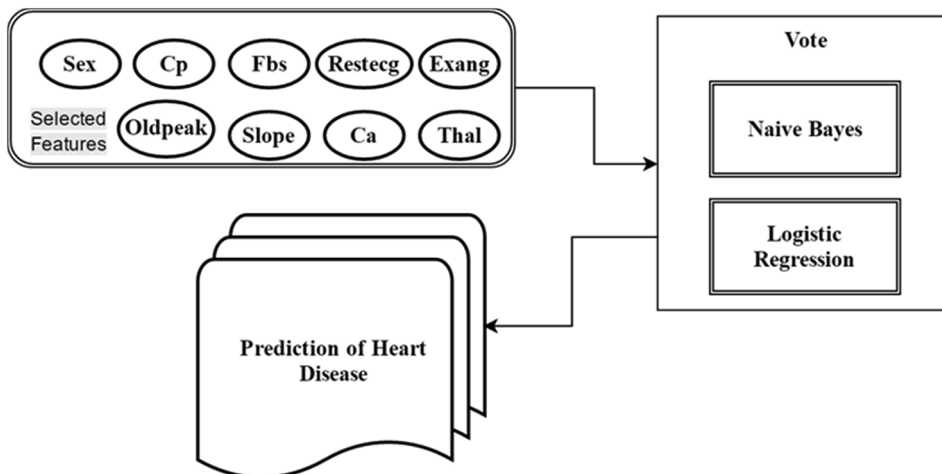 Sex Cp Fbs Restecg Exang
Selected
Features
Oldpeak Slope Ca Thal
Vote
Naive Bayes
Logistic
Regression
Prediction of Heart
Disease